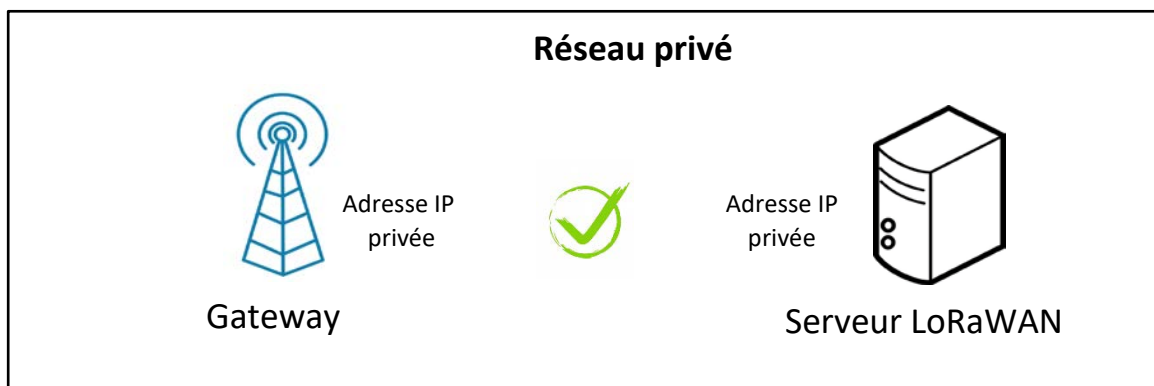 Réseau privé
Adresse IP
privée
Adresse IP
privée
Gateway
Serveur LoRaWAN